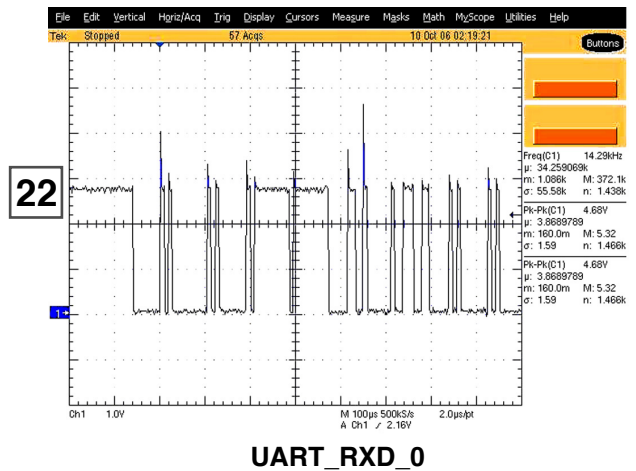 File Edit Vertical Horiz/Acq Trig Display Cursors Measure Masks Math MyScope Utilities Help
Tek Stopped 57 Acqs 10 Oct 06 02:19:21
Buttons
22
Freq(C1) 14.29kHz
µ: 34.259069k
m: 1.086k M: 372.1k
σ: 55.58k n: 1.438k
Pk-Pk(C1) 4.68V
µ: 3.8689789
m: 160.0m M: 5.32
σ: 1.59 n: 1.466k
Pk-Pk(C1) 4.68V
µ: 3.8689789
m: 160.0m M: 5.32
σ: 1.59 n: 1.466k
1
Ch1 1.0V M 100µs 500kS/s 2.0µs/pt
A Ch1 / 2.16V
UART_RXD_0